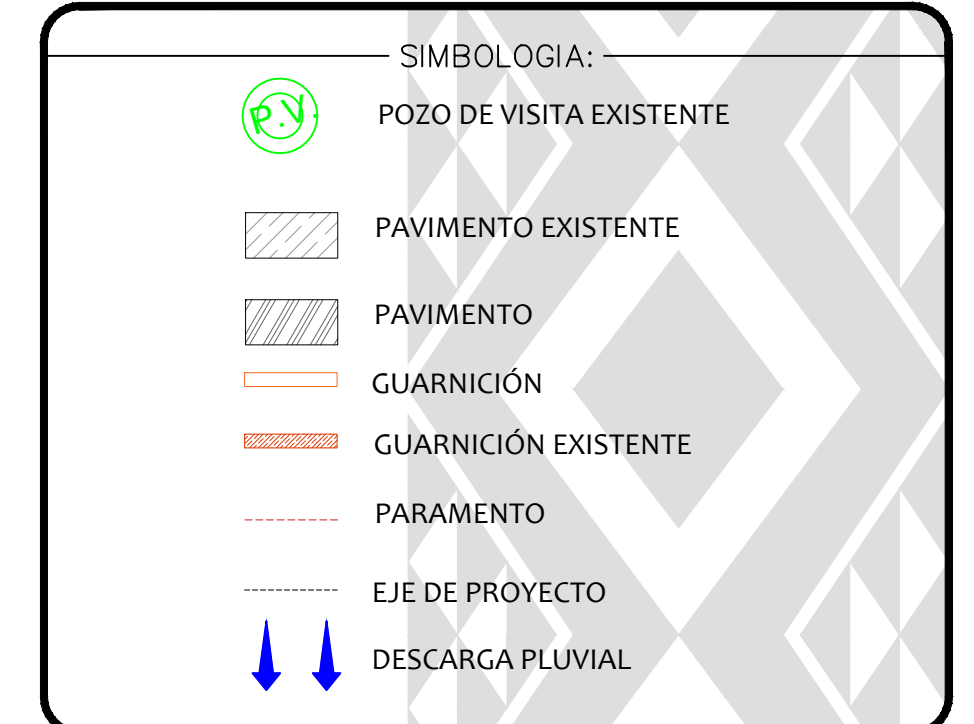 SIMBOLOGIA:
P.V. POZO DE VISITA EXISTENTE
PAVIMENTO EXISTENTE
PAVIMENTO
GUARNICIÓN
GUARNICIÓN EXISTENTE
PARAMENTO
EJE DE PROYECTO
DESCARGA PLUVIAL